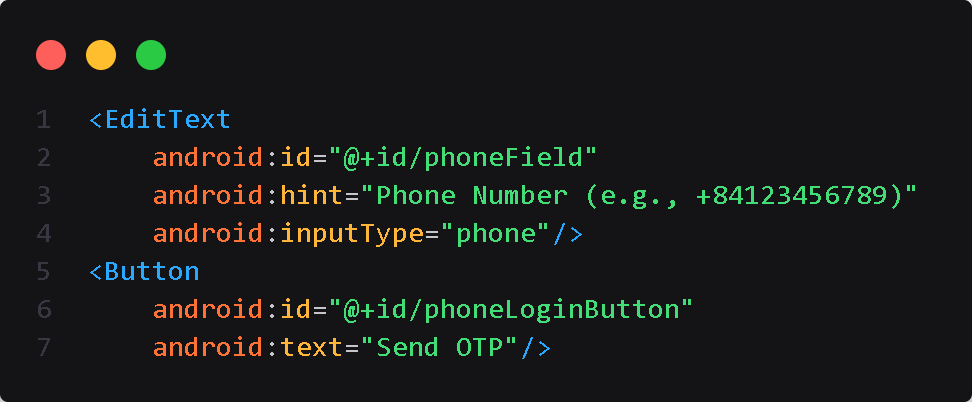 1 <EditText
2 android:id="@+id/phoneField"
3 android:hint="Phone Number (e.g., +84123456789)"
4 android:inputType="phone"/>
5 <Button
6 android:id="@+id/phoneLoginButton"
7 android:text="Send OTP"/>